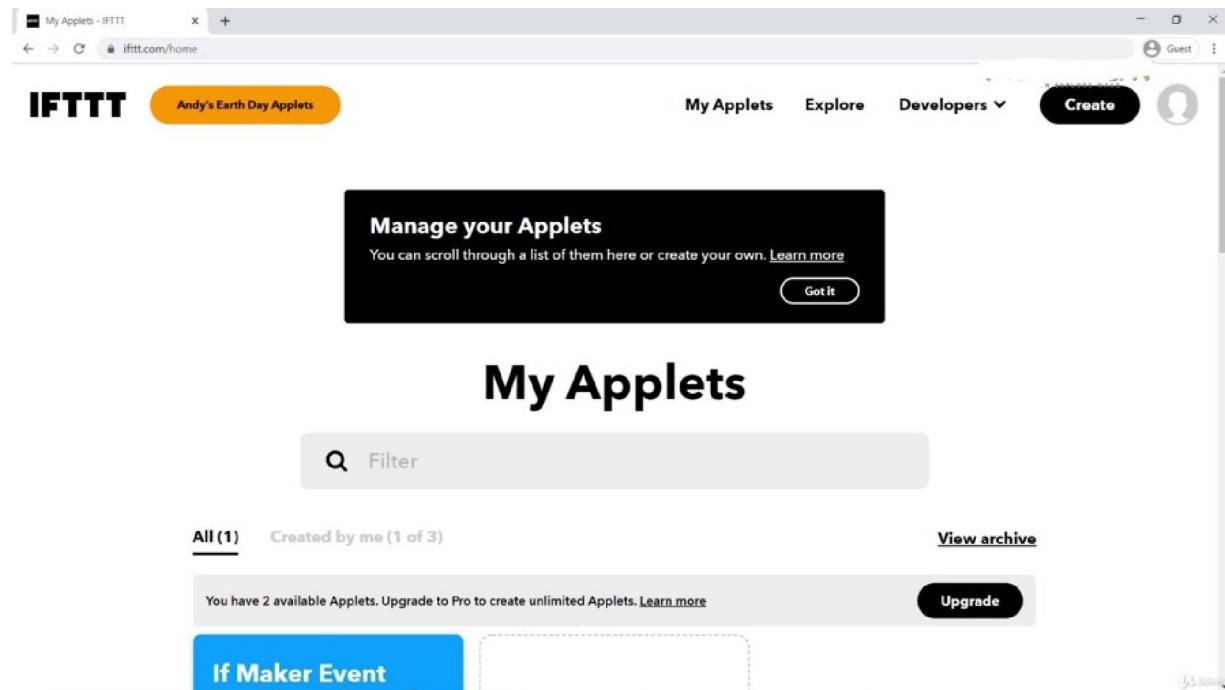 My Applets - IFTTT
ifttt.com/home
Guest
IFTTT
Andy's Earth Day Applets
My Applets
Explore
Developers
Create
Manage your Applets
You can scroll through a list of them here or create your own. Learn more
Got it
My Applets
Filter
All (1)
Created by me (1 of 3)
View archive
You have 2 available Applets. Upgrade to Pro to create unlimited Applets. Learn more
Upgrade
If Maker Event